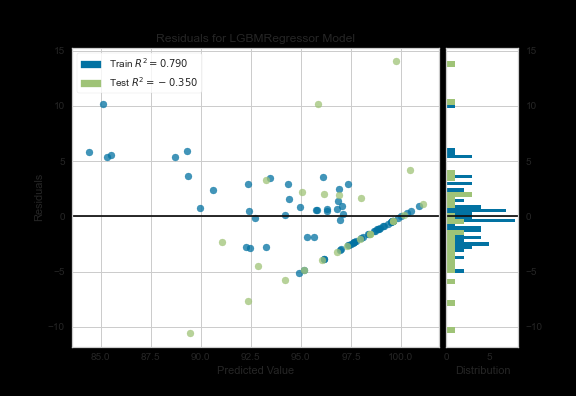 Residuals for LGBMRegressor Model
Train R² = 0.790
Test R² = − 0.350
15
10
5
0
−5
−10
Residuals
85.0 87.5 90.0 92.5 95.0 97.5 100.0
Predicted Value
15
10
5
0
−5
−10
0 5
Distribution